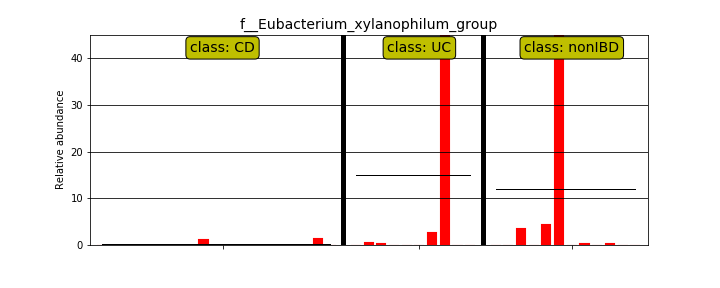 f__Eubacterium_xylanophilum_group
class: CD
class: UC
class: nonIBD
Relative abundance
40
30
20
10
0